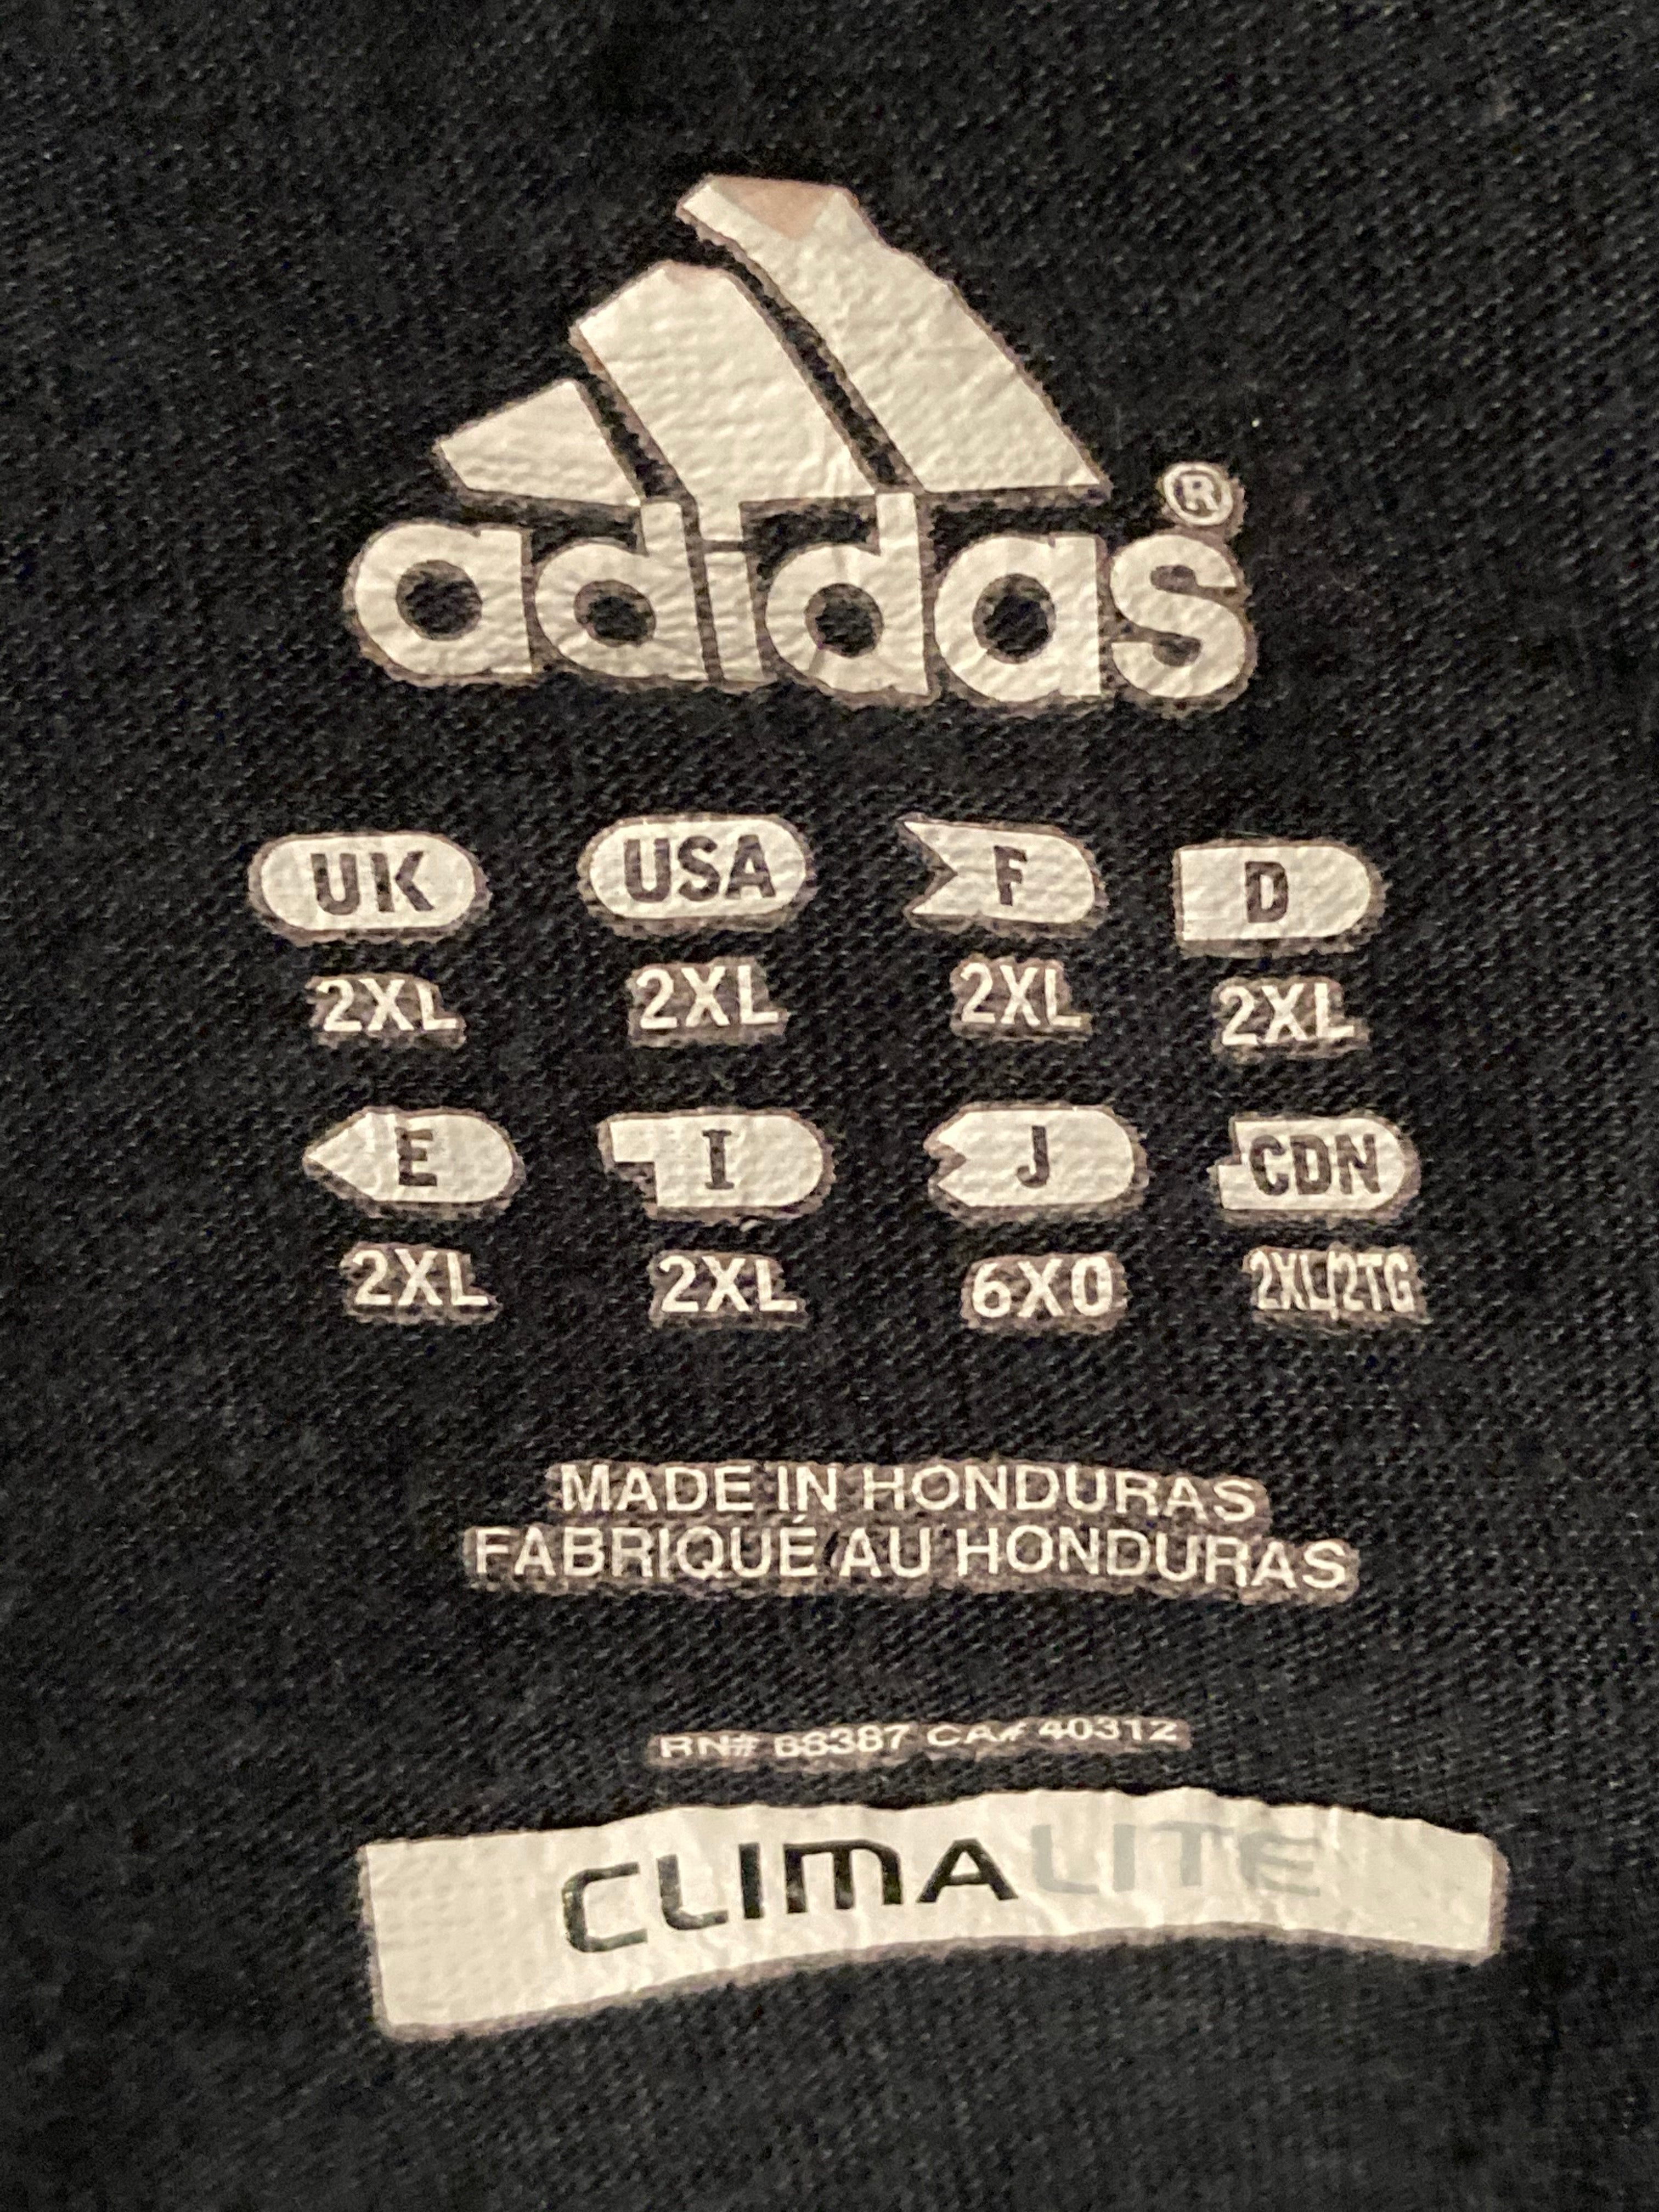 adidas®
UK USA F D
2XL 2XL 2XL 2XL
E I J CDN
2XL 2XL 6XO 2XL/2TG
MADE IN HONDURAS
FABRIQUÉ AU HONDURAS
RN# 88387 CA# 40312
CLIMALITE